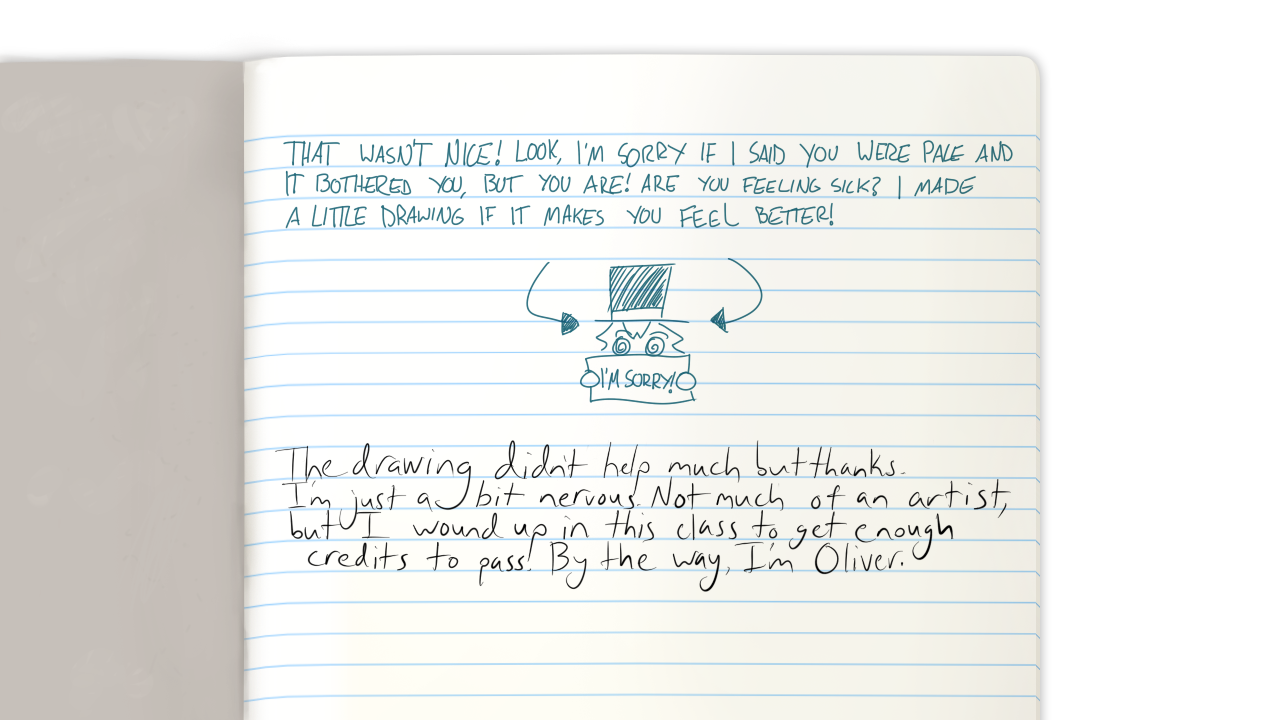 THAT WASN'T NICE! LOOK, I'M SORRY IF I SAID YOU WERE PALE AND
IT BOTHERED YOU, BUT YOU ARE! ARE YOU FEELING SICK? I MADE
A LITTLE DRAWING IF IT MAKES YOU FEEL BETTER!
I'M SORRY!
The drawing didn't help much but thanks.
I'm just a bit nervous. Not much of an artist,
but I wound up in this class to get enough
credits to pass! By the way, I'm Oliver.